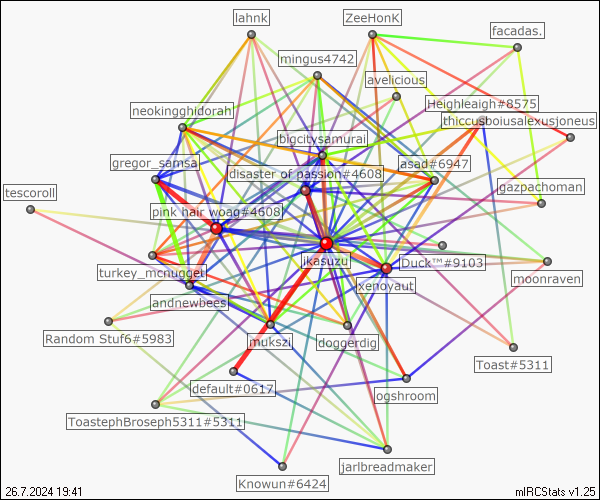 lahnk
ZeeHonK
facadas.
mingus4742
avelicious
Heighleaigh#8575
neokingghidorah
thiccusboiusalexusjoneus
bigcitysamurai
gregor_samsa
asad#6947
disaster of passion#4608
tescoroll
gazpachoman
pink hair woag#4608
jikasuzu
Duck™#9103
turkey_mcnugget
moonraven
xenoyaut
andnewbees
Random Stuf6#5983
mukszi
doggerdig
Toast#5311
default#0617
ogshroom
ToastephBroseph5311#5311
jarlbreadmaker
Knowun#6424
26.7.2024 19:41
mIRCStats v1.25